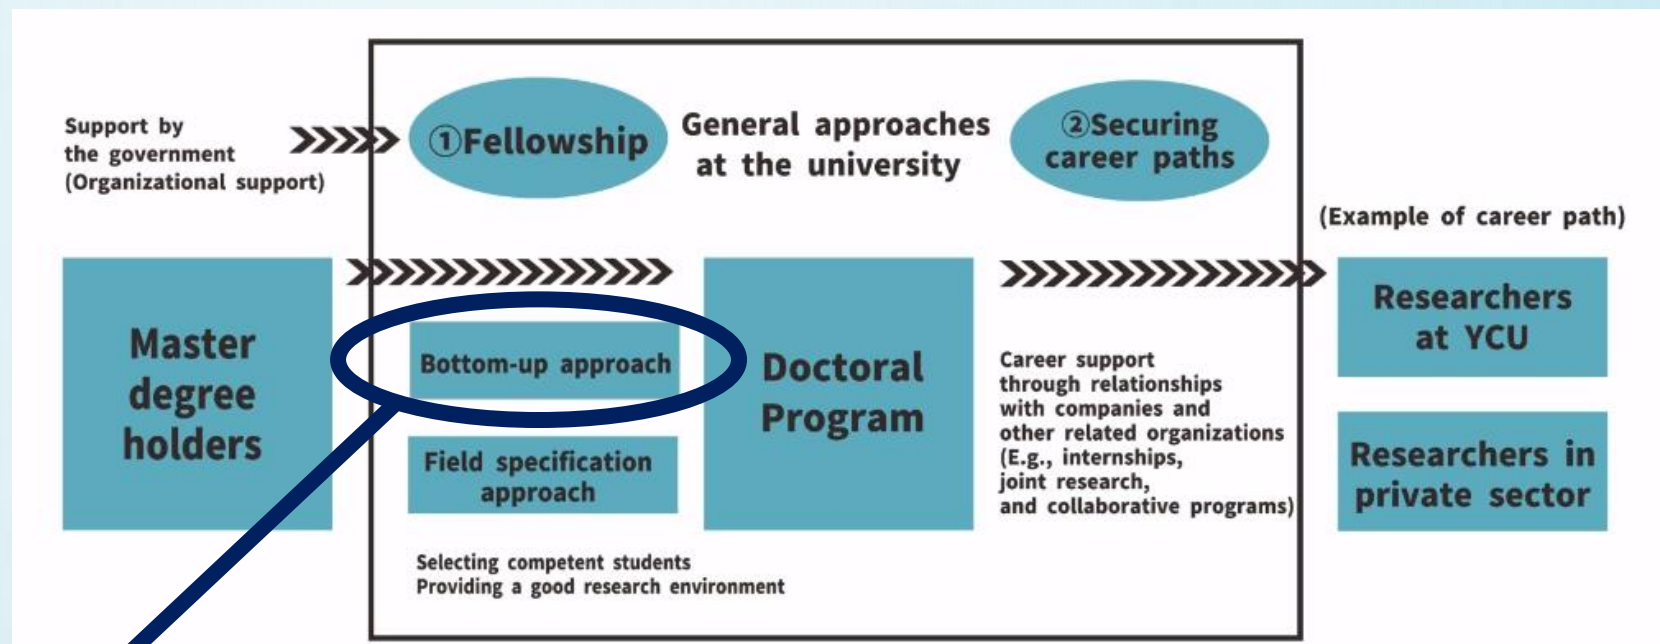 Support by
the government
(Organizational support)
①Fellowship
General approaches
at the university
②Securing
career paths
(Example of career path)
Master
degree
holders
Bottom-up approach
Field specification
approach
Selecting competent students
Providing a good research environment
Doctoral
Program
Career support
through relationships
with companies and
other related organizations
(E.g., internships,
joint research,
and collaborative programs)
Researchers
at YCU
Researchers in
private sector